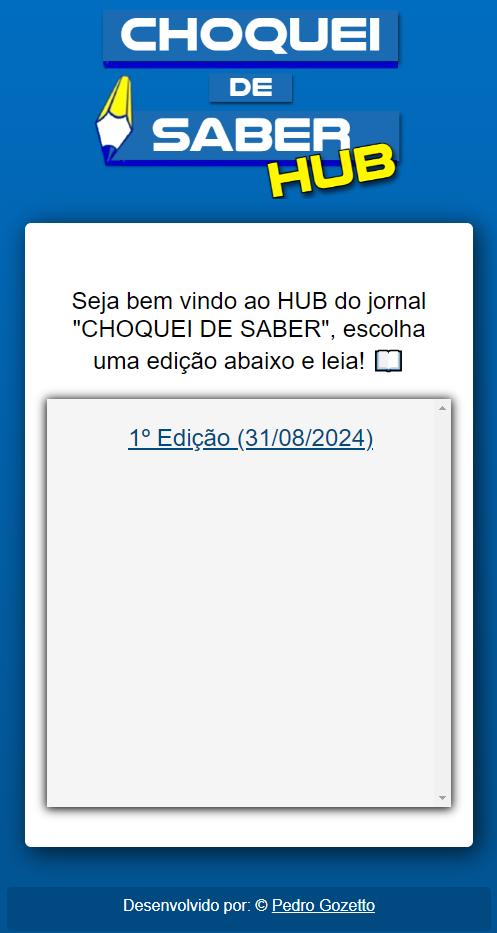 CHOQUEI
DE
SABER
HUB
Seja bem vindo ao HUB do jornal
"CHOQUEI DE SABER", escolha
uma edição abaixo e leia! 📖
1º Edição (31/08/2024)
Desenvolvido por: © Pedro Gozetto